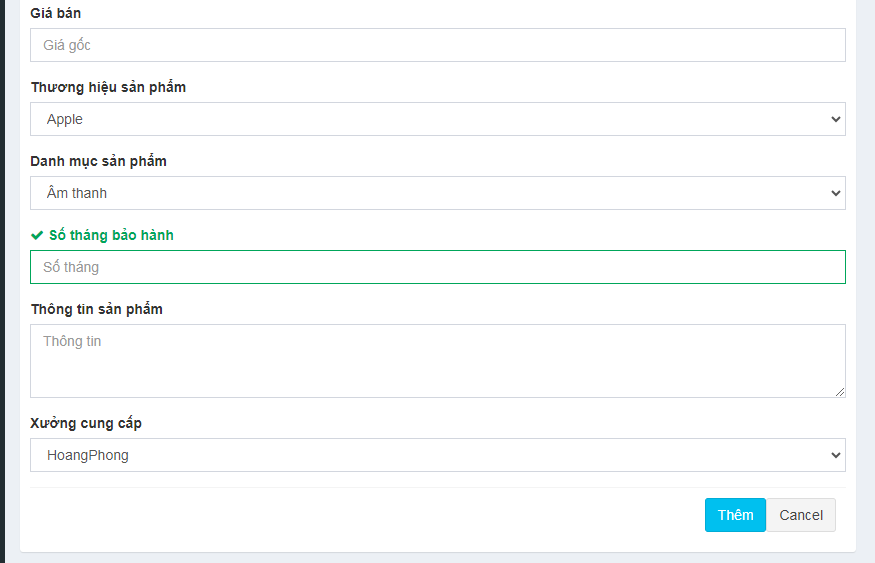 Giá bán
Giá gốc
Thương hiệu sản phẩm
Apple
Danh mục sản phẩm
Âm thanh
Số tháng bảo hành
Số tháng
Thông tin sản phẩm
Thông tin
Xưởng cung cấp
HoangPhong
Thêm Cancel